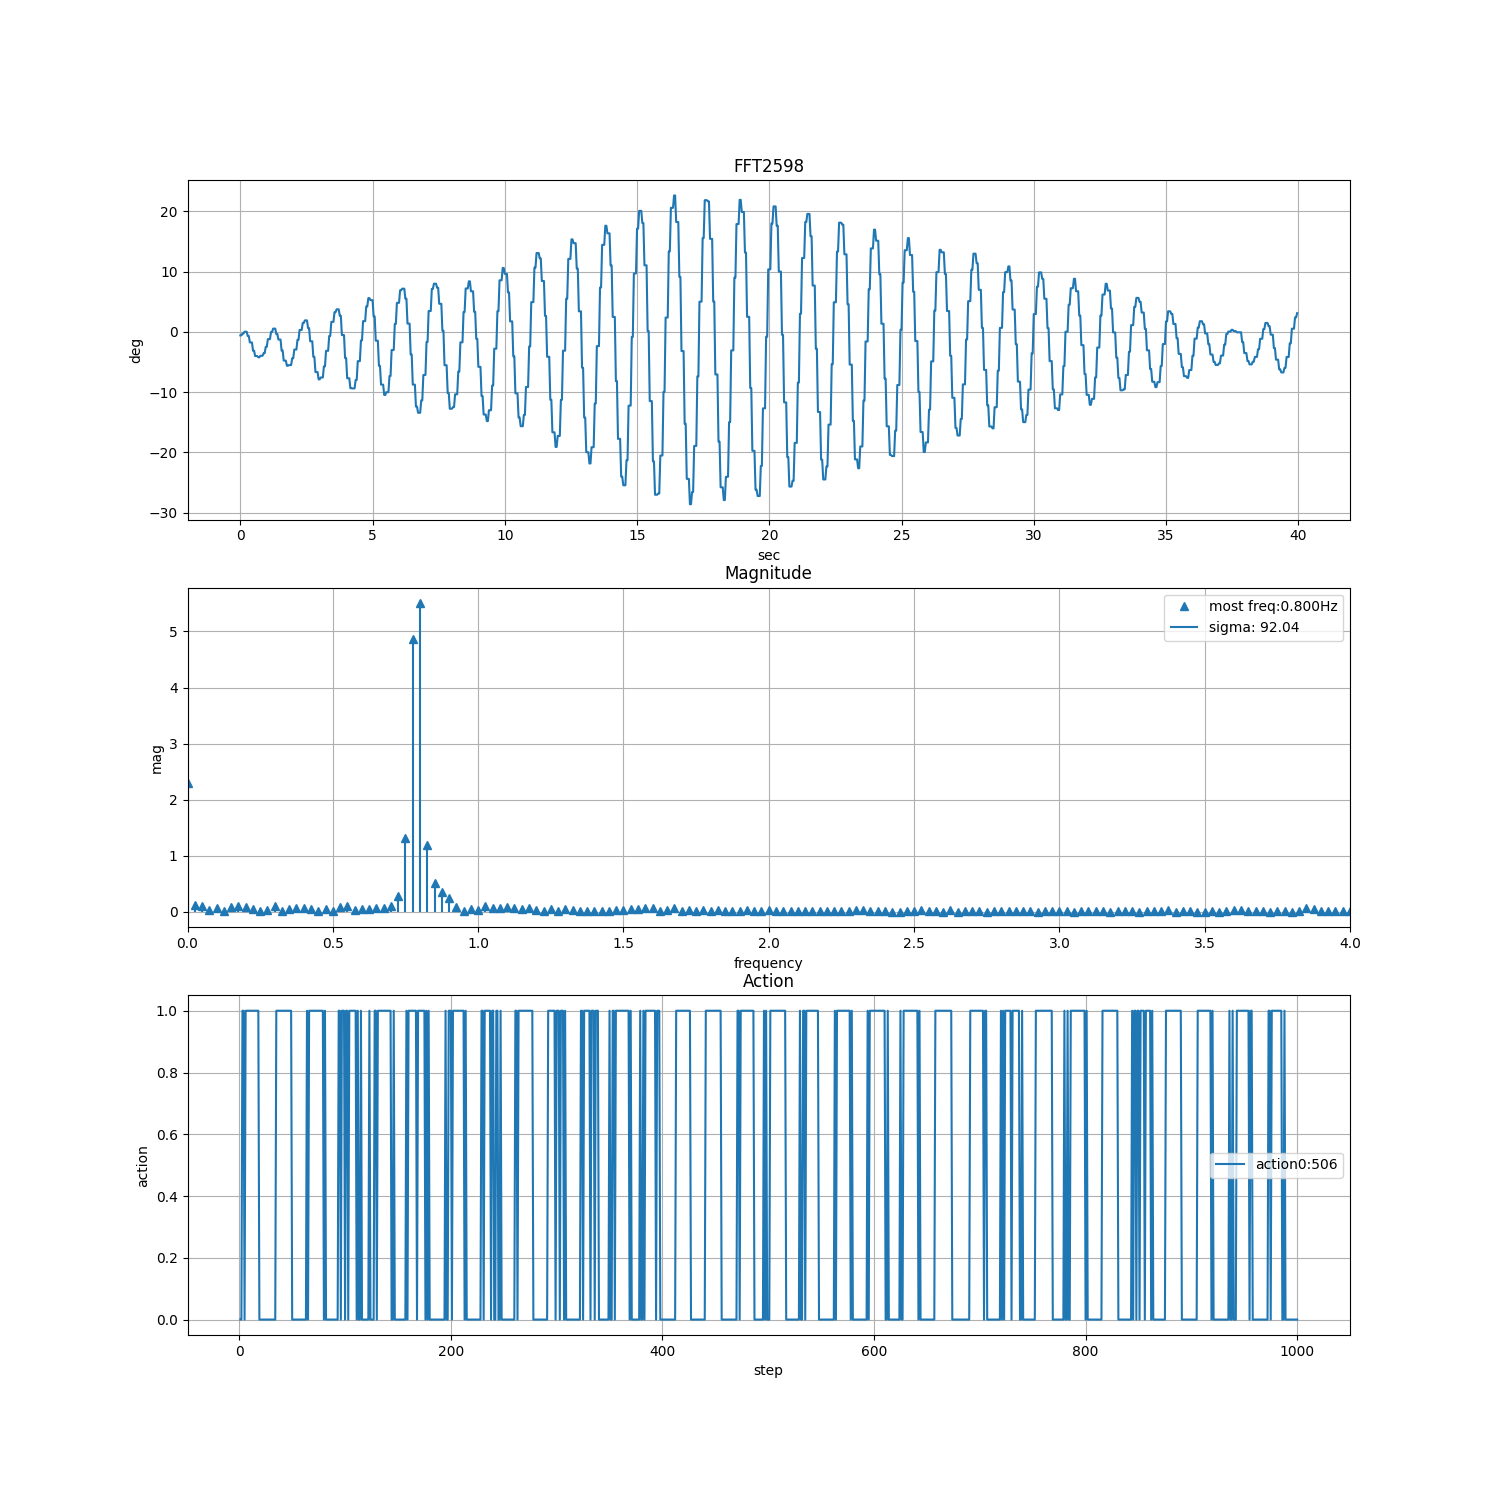 FFT2598
20
10
0
−10
−20
−30
deg
0 5 10 15 20 25 30 35 40
sec
Magnitude
most freq:0.800Hz
sigma: 92.04
5
4
3
2
1
0
mag
0.0 0.5 1.0 1.5 2.0 2.5 3.0 3.5 4.0
frequency
Action
1.0
0.8
0.6
0.4
0.2
0.0
action
action0:506
0 200 400 600 800 1000
step